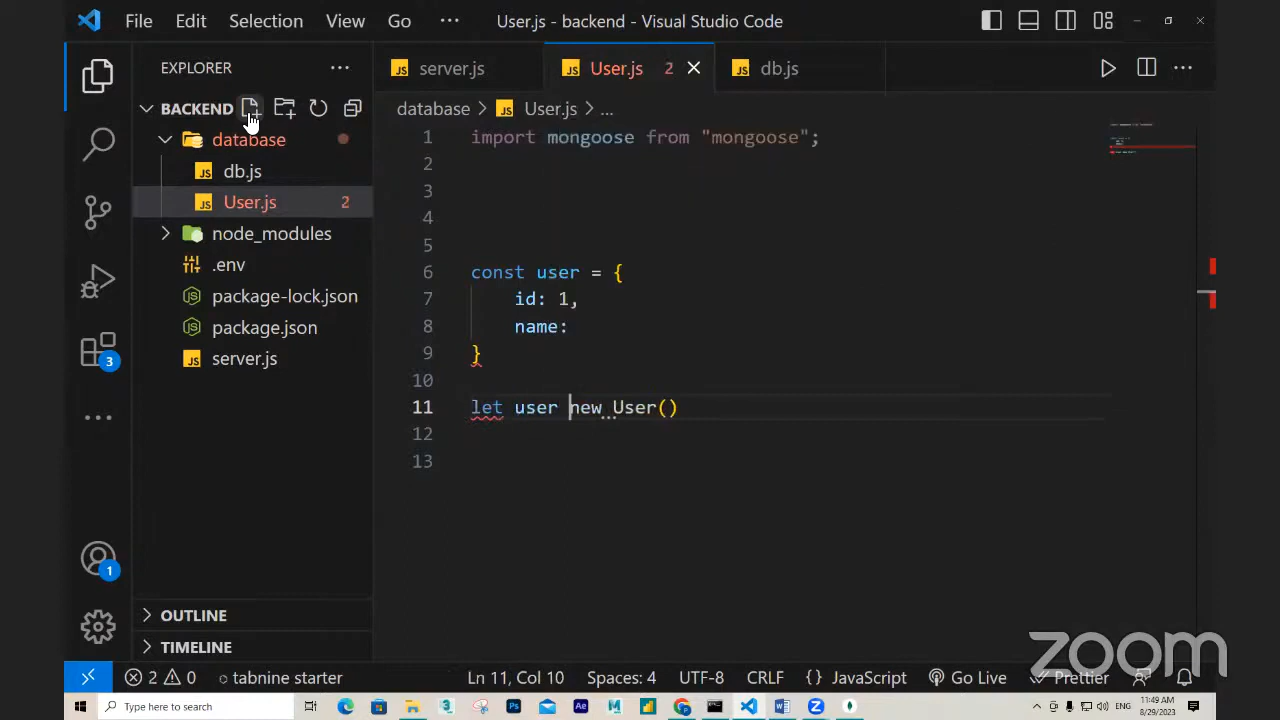 File Edit Selection View Go ··· User.js - backend - Visual Studio Code
EXPLORER ···
server.js
User.js 2
db.js
BACKEND
database > User.js > ...
database
db.js
User.js 2
node_modules
.env
package-lock.json
package.json
server.js
1 import mongoose from "mongoose";
2
3
4
5
6 const user = {
7 id: 1,
8 name:
9 }
10
11 let user new User()
12
13
3
1
OUTLINE
TIMELINE
zoom
2 0 tabnine starter Ln 11, Col 10 Spaces: 4 UTF-8 CRLF {} JavaScript Go Live Prettier
Type here to search
ENG
11:49 AM
8/29/2023